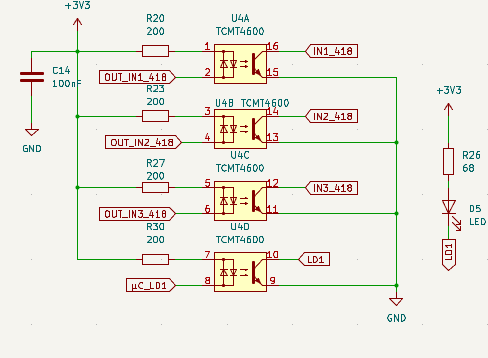 +3V3
R20
200
U4A
TCMT4600
1
16
IN1_418
OUT_IN1_418
2
15
C14
100nF
GND
R23
200
U4B TCMT4600
3
14
IN2_418
OUT_IN2_418
4
13
R27
200
U4C
TCMT4600
5
12
IN3_418
OUT_IN3_418
6
11
R30
200
U4D
TCMT4600
7
10
LD1
µC_LD1
8
9
GND
+3V3
R26
68
D5
LED
LD1